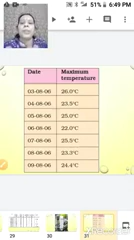 51% 6:49 PM
Date Maximum temperature
03-08-06 26.0°C
04-08-06 23.5°C
05-08-06 25.0°C
06-08-06 22.0°C
07-08-06 25.5°C
08-08-06 23.3°C
09-08-06 24.4°C
29 30 31